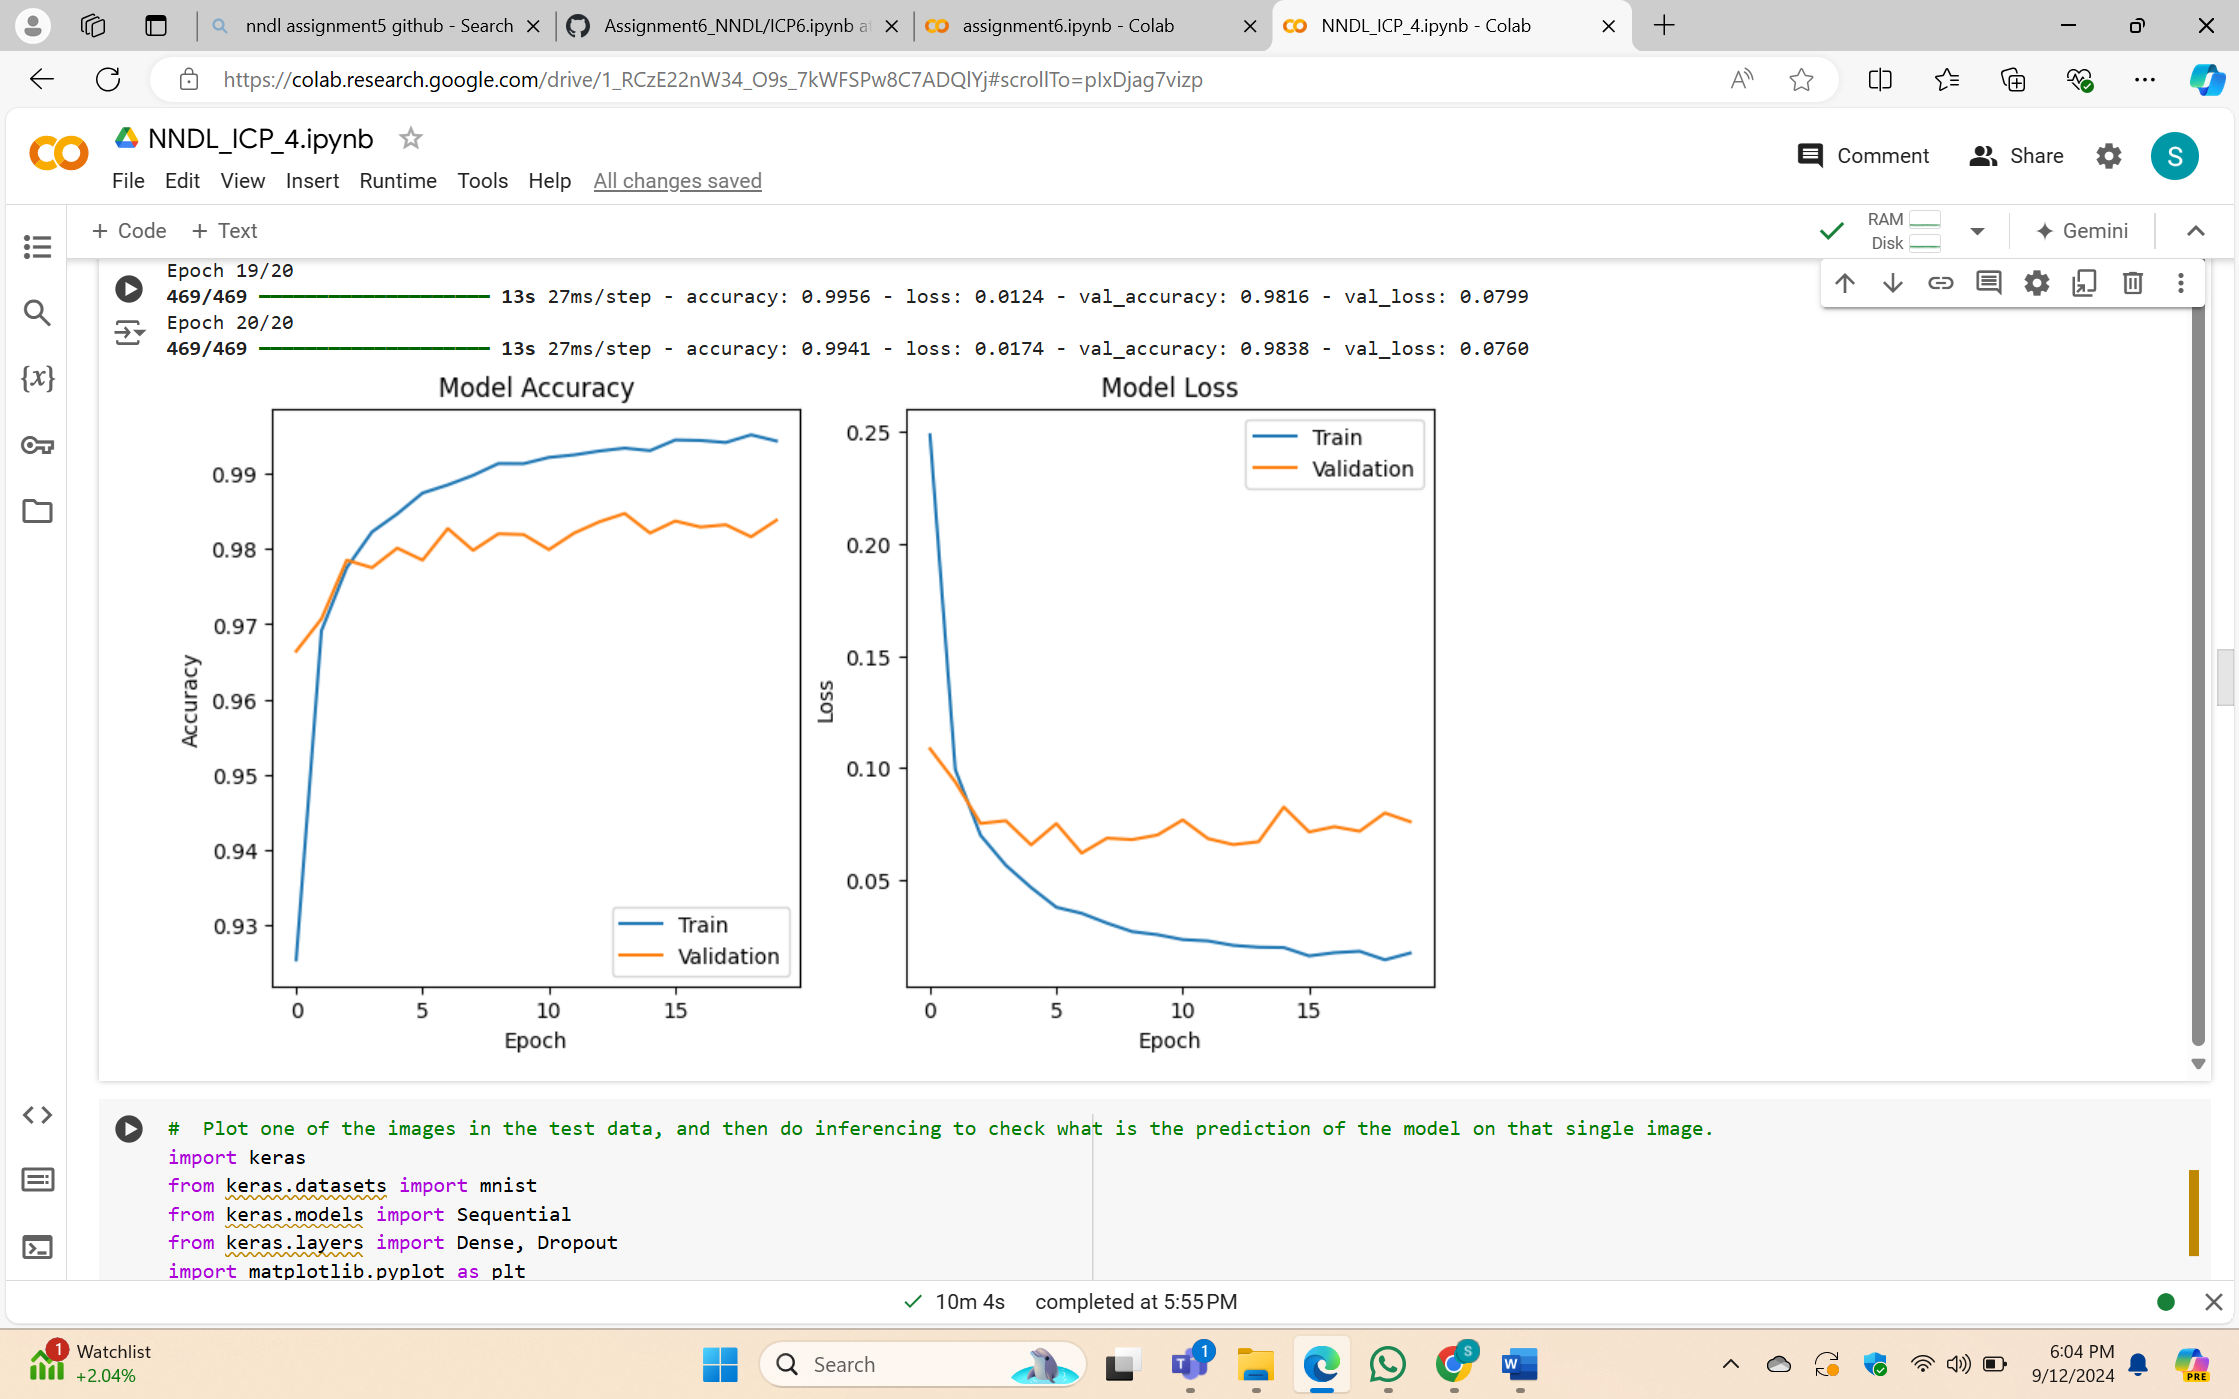 nndl assignment5 github - Search
Assignment6_NNDL/ICP6.ipynb at
assignment6.ipynb - Colab
NNDL_ICP_4.ipynb - Colab
https://colab.research.google.com/drive/1_RCzE22nW34_O9s_7kWFSPw8C7ADQlYj#scrollTo=pIxDjag7vizp
NNDL_ICP_4.ipynb
Comment
Share
S
File Edit View Insert Runtime Tools Help All changes saved
+ Code + Text
RAM
Disk
Gemini
Epoch 19/20
469/469 13s 27ms/step - accuracy: 0.9956 - loss: 0.0124 - val_accuracy: 0.9816 - val_loss: 0.0799
Epoch 20/20
469/469 13s 27ms/step - accuracy: 0.9941 - loss: 0.0174 - val_accuracy: 0.9838 - val_loss: 0.0760
{x}
Model Accuracy
0.99
0.98
0.97
0.96
0.95
0.94
0.93
Accuracy
Train
Validation
0 5 10 15
Epoch
Model Loss
0.25
0.20
0.15
0.10
0.05
Loss
Train
Validation
0 5 10 15
Epoch
# Plot one of the images in the test data, and then do inferencing to check what is the prediction of the model on that single image.
import keras
from keras.datasets import mnist
from keras.models import Sequential
from keras.layers import Dense, Dropout
import matplotlib.pyplot as plt
10m 4s completed at 5:55 PM
1
Watchlist
+2.04%
Search
T
1
S
W
6:04 PM
9/12/2024
PRE